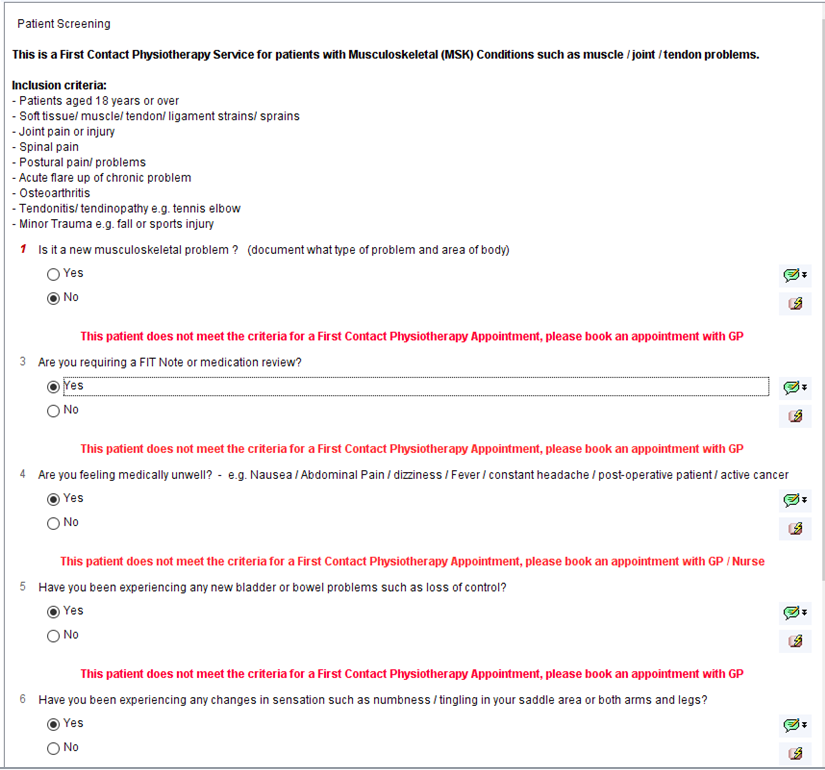 Patient Screening
This is a First Contact Physiotherapy Service for patients with Musculoskeletal (MSK) Conditions such as muscle / joint / tendon problems.
Inclusion criteria:
- Patients aged 18 years or over
- Soft tissue/ muscle/ tendon/ ligament strains/ sprains
- Joint pain or injury
- Spinal pain
- Postural pain/ problems
- Acute flare up of chronic problem
- Osteoarthritis
- Tendonitis/ tendinopathy e.g. tennis elbow
- Minor Trauma e.g. fall or sports injury
1 Is it a new musculoskeletal problem ? (document what type of problem and area of body)
Yes
No
This patient does not meet the criteria for a First Contact Physiotherapy Appointment, please book an appointment with GP
3 Are you requiring a FIT Note or medication review?
Yes
No
This patient does not meet the criteria for a First Contact Physiotherapy Appointment, please book an appointment with GP
4 Are you feeling medically unwell? - e.g. Nausea / Abdominal Pain / dizziness / Fever / constant headache / post-operative patient / active cancer
Yes
No
This patient does not meet the criteria for a First Contact Physiotherapy Appointment, please book an appointment with GP / Nurse
5 Have you been experiencing any new bladder or bowel problems such as loss of control?
Yes
No
This patient does not meet the criteria for a First Contact Physiotherapy Appointment, please book an appointment with GP
6 Have you been experiencing any changes in sensation such as numbness / tingling in your saddle area or both arms and legs?
Yes
No